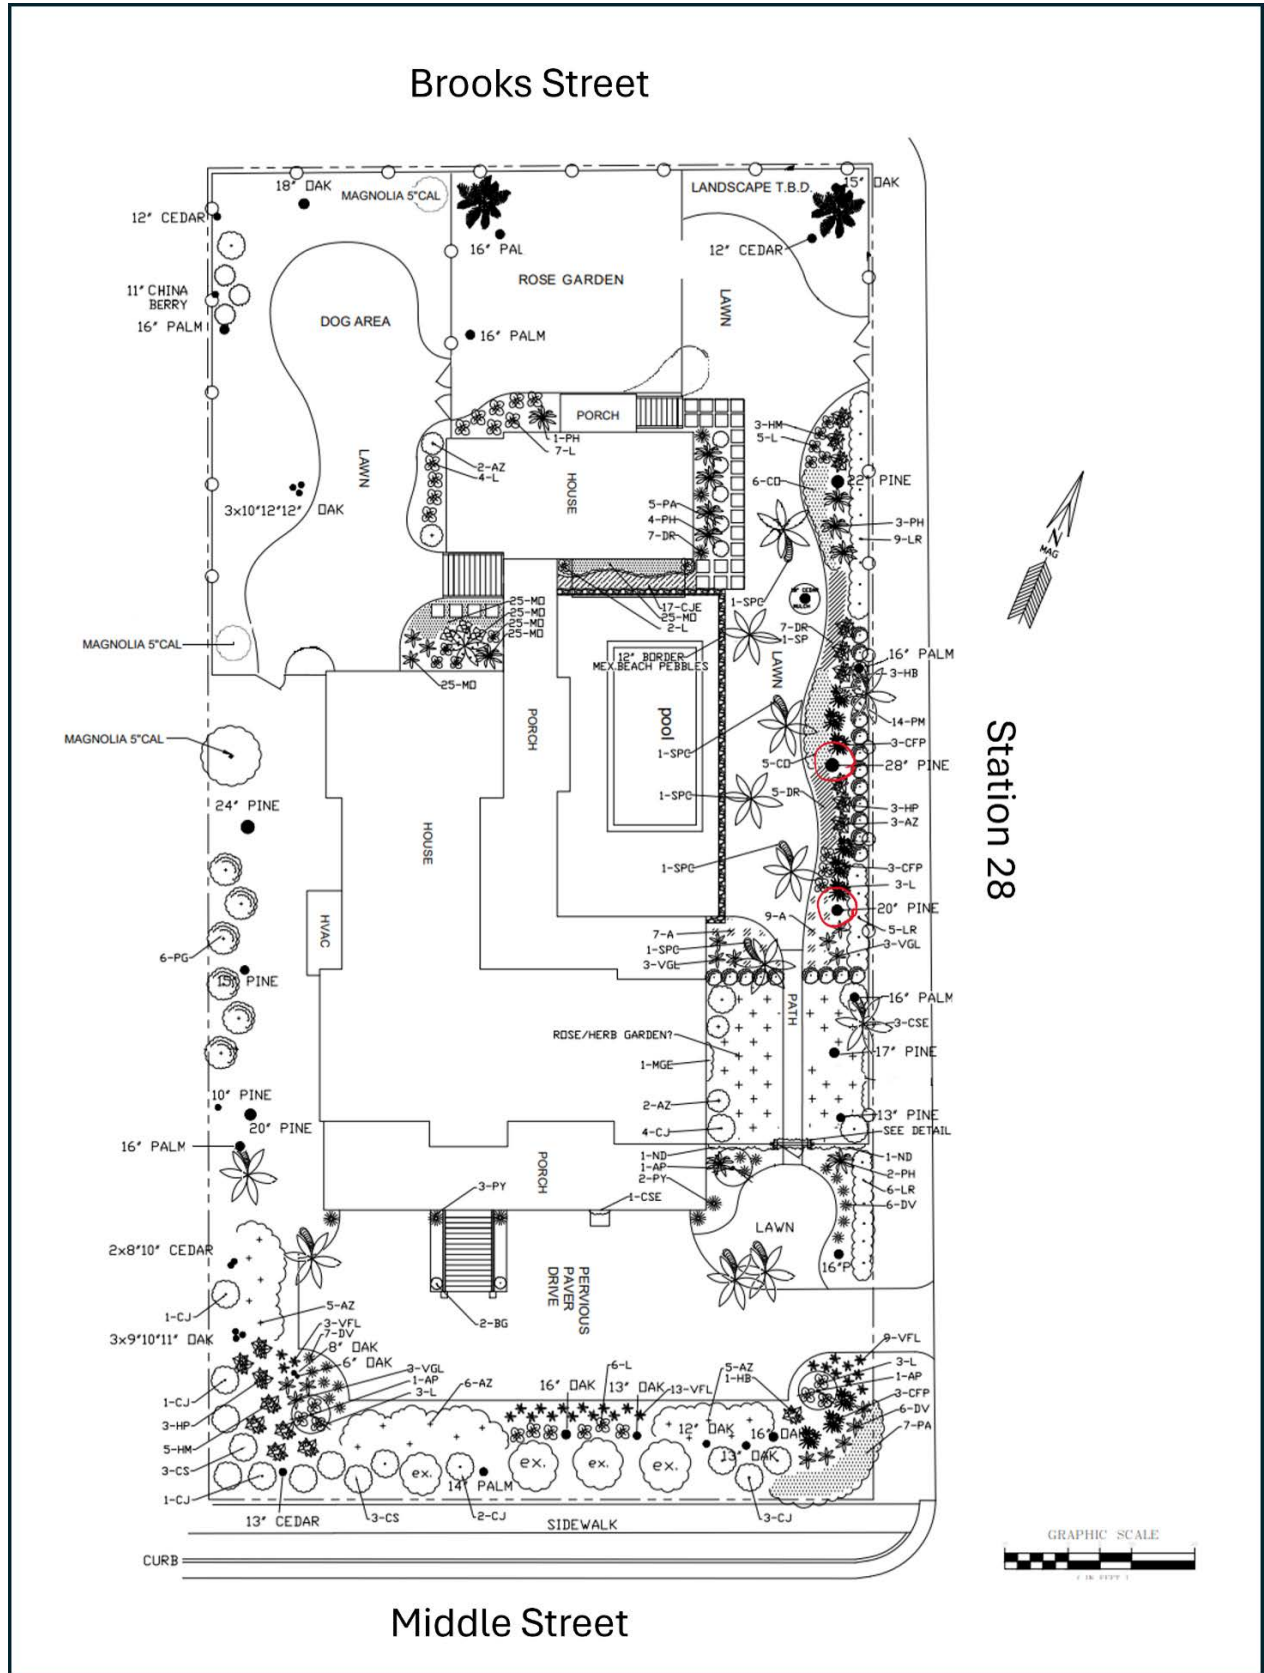 Brooks Street
18" OAK
MAGNOLIA 5"CAL
LANDSCAPE T.B.D.
15" OAK
12" CEDAR
16" PAL
12" CEDAR
ROSE GARDEN
11" CHINA
BERRY
DOG AREA
LAWN
16" PALM
16" PALM
PORCH
3-HM
5-L
1-PH
7-L
LAWN
2-AZ
4-L
HOUSE
6-CD
22" PINE
3x10"12"12" OAK
5-PA
4-PH
7-DR
3-PH
9-LR
N
MAG
25-MO
25-MO
25-MO
25-MO
17-CJE
25-MO
2-L
1-SPC
CEDAR
MULCH
7-DR
1-SP
MAGNOLIA 5"CAL
12" BORDER
MEX.BEACH PEBBLES
LAWN
16" PALM
3-HB
25-MO
PORCH
pool
14-PM
MAGNOLIA 5"CAL
1-SPC
3-CFP
5-CD
28" PINE
Station 28
24" PINE
1-SPC
5-DR
3-HP
3-AZ
HOUSE
1-SPC
3-CFP
3-L
HVAC
20" PINE
9-A
7-A
5-LR
1-SPC
3-VGL
3-VGL
6-PG
15" PINE
PATH
16" PALM
3-CSE
ROSE/HERB GARDEN?
17" PINE
1-MGE
10" PINE
2-AZ
20" PINE
13" PINE
4-CJ
SEE DETAIL
16" PALM
1-ND
1-AP
2-PY
1-ND
2-PH
PORCH
3-PY
1-CSE
6-LR
6-DV
LAWN
2x8"10" CEDAR
16"P
PERVIOUS
PAVER
DRIVE
1-CJ
5-AZ
2-BG
3x9"10"11" OAK
3-VFL
7-DV
8" OAK
6" OAK
9-VFL
3-VGL
1-AP
3-L
6-AZ
6-L
16" OAK
13" OAK
13-VFL
5-AZ
1-HB
3-L
1-AP
3-CFP
6-DV
7-PA
1-CJ
3-HP
5-HM
3-CS
1-CJ
12" OAK
16" OAK
13" OAK
ex.
ex.
ex.
ex.
14" PALM
13" CEDAR
3-CS
2-CJ
3-CJ
SIDEWALK
GRAPHIC SCALE
( IN FEET )
CURB
Middle Street